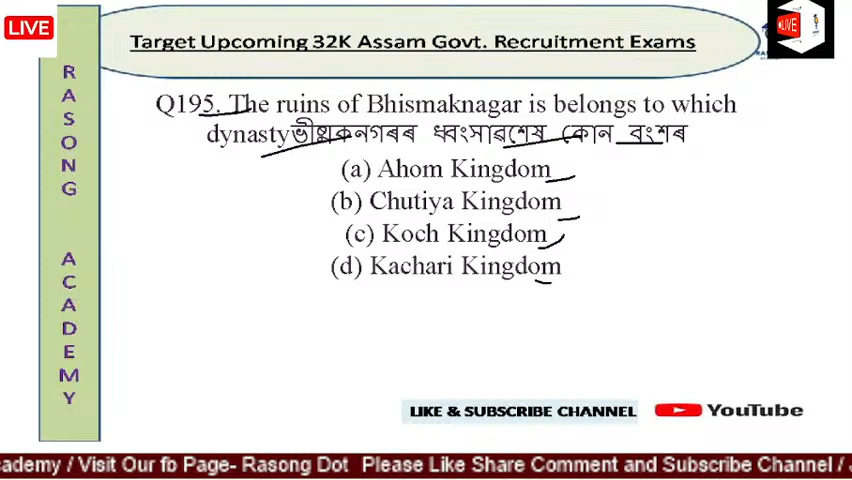 LIVE
Target Upcoming 32K Assam Govt. Recruitment Exams
LIVE
RASONG ACADEMY
Q195. The ruins of Bhismaknagar is belongs to which
dynastyভীষ্মকনগৰৰ ধ্বংসাৱশেষ কোন বংশৰ
(a) Ahom Kingdom
(b) Chutiya Kingdom
(c) Koch Kingdom
(d) Kachari Kingdom
LIKE & SUBSCRIBE CHANNEL YouTube
cademy / Visit Our fb Page- Rasong Dot Please Like Share Comment and Subscribe Channel /